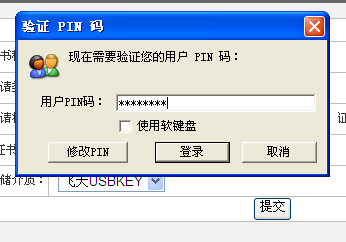 验证 PIN 码
现在需要验证您的用户 PIN 码：
用户PIN码： ********
使用软键盘
修改PIN 登录 取消
储介质： 飞天USBKEY
提交